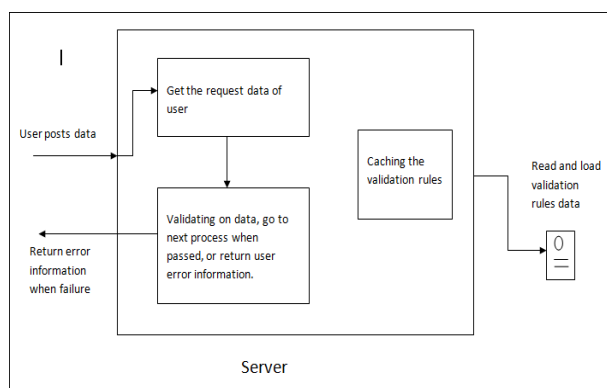 Get the request data of
user
User posts data
Caching the
validation rules
Read and load
validation
rules data
Validating on data, go to
next process when
passed, or return user
error information.
Return error
information
when failure
Server